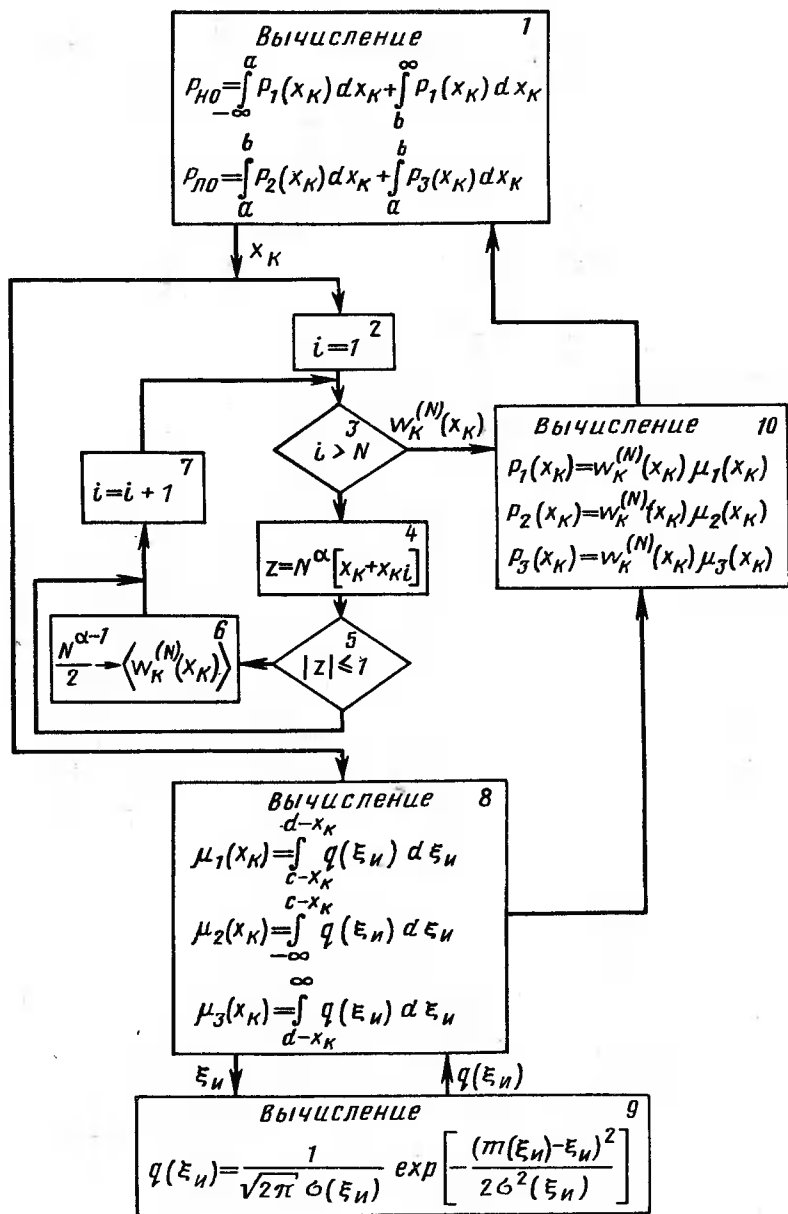 1
Вычисление
P_НО = ∫_{-∞}^{a} p_1(x_К) dx_К + ∫_{b}^{∞} p_1(x_К) dx_К
P_ЛО = ∫_{a}^{b} p_2(x_К) dx_К + ∫_{a}^{b} p_3(x_К) dx_К
x_К
2
i=1
3
i > N
w_К^{(N)}(x_К)
10
Вычисление
p_1(x_К)=w_К^{(N)}(x_К) μ_1(x_К)
p_2(x_К)=w_К^{(N)}(x_К) μ_2(x_К)
p_3(x_К)=w_К^{(N)}(x_К) μ_3(x_К)
7
i=i+1
4
z=N^α[x_К+x_{Кi}]
6
N^{α-1}/2 → ⟨w_К^{(N)}(x_К)⟩
5
|z|≤1
8
Вычисление
μ_1(x_К)=∫_{c-x_К}^{d-x_К} q(ξ_И) dξ_И
μ_2(x_К)=∫_{-∞}^{c-x_К} q(ξ_И) dξ_И
μ_3(x_К)=∫_{d-x_К}^{∞} q(ξ_И) dξ_И
ξ_И
q(ξ_И)
9
Вычисление
q(ξ_И)= 1/(√(2π) σ(ξ_И)) exp[-(m(ξ_И)-ξ_И)^2/(2σ^2(ξ_И))]